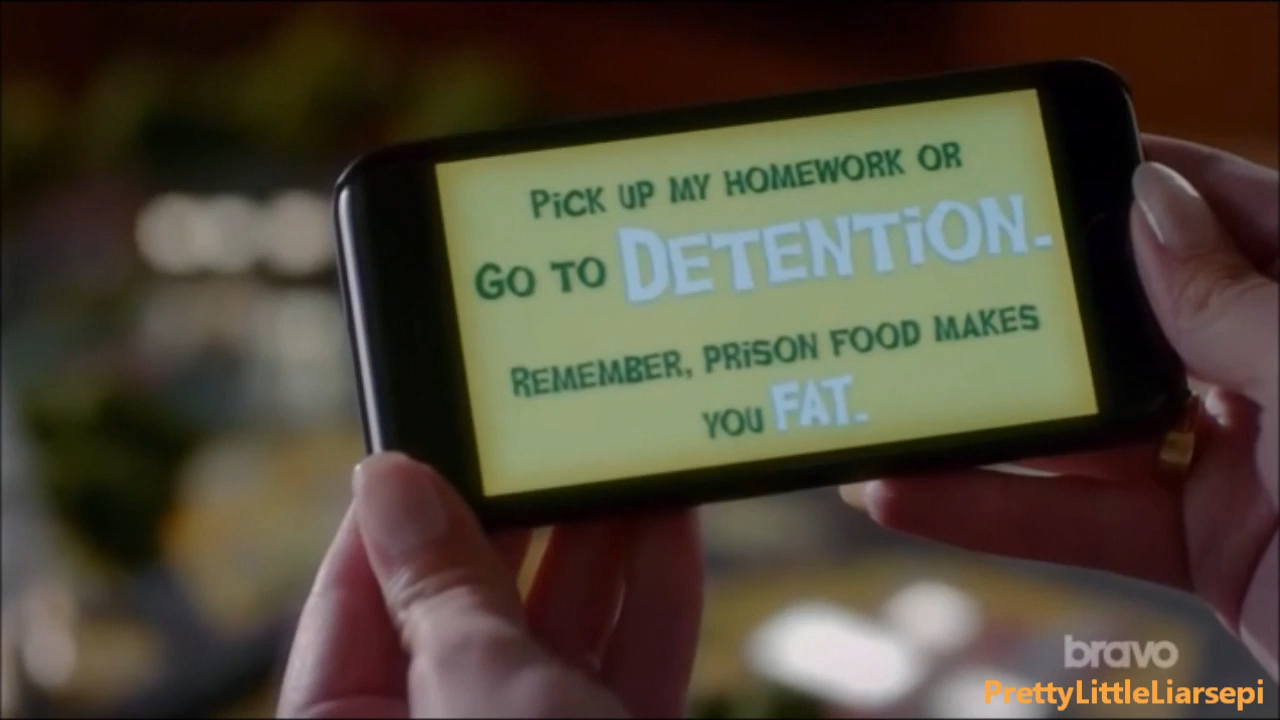 PiCK UP MY HOMEWORK OR
GO TO DETENTiON.
REMEMBER, PRiSON FOOD MAKES
YOU FAT.
bravo
PrettyLittleLiarsepi